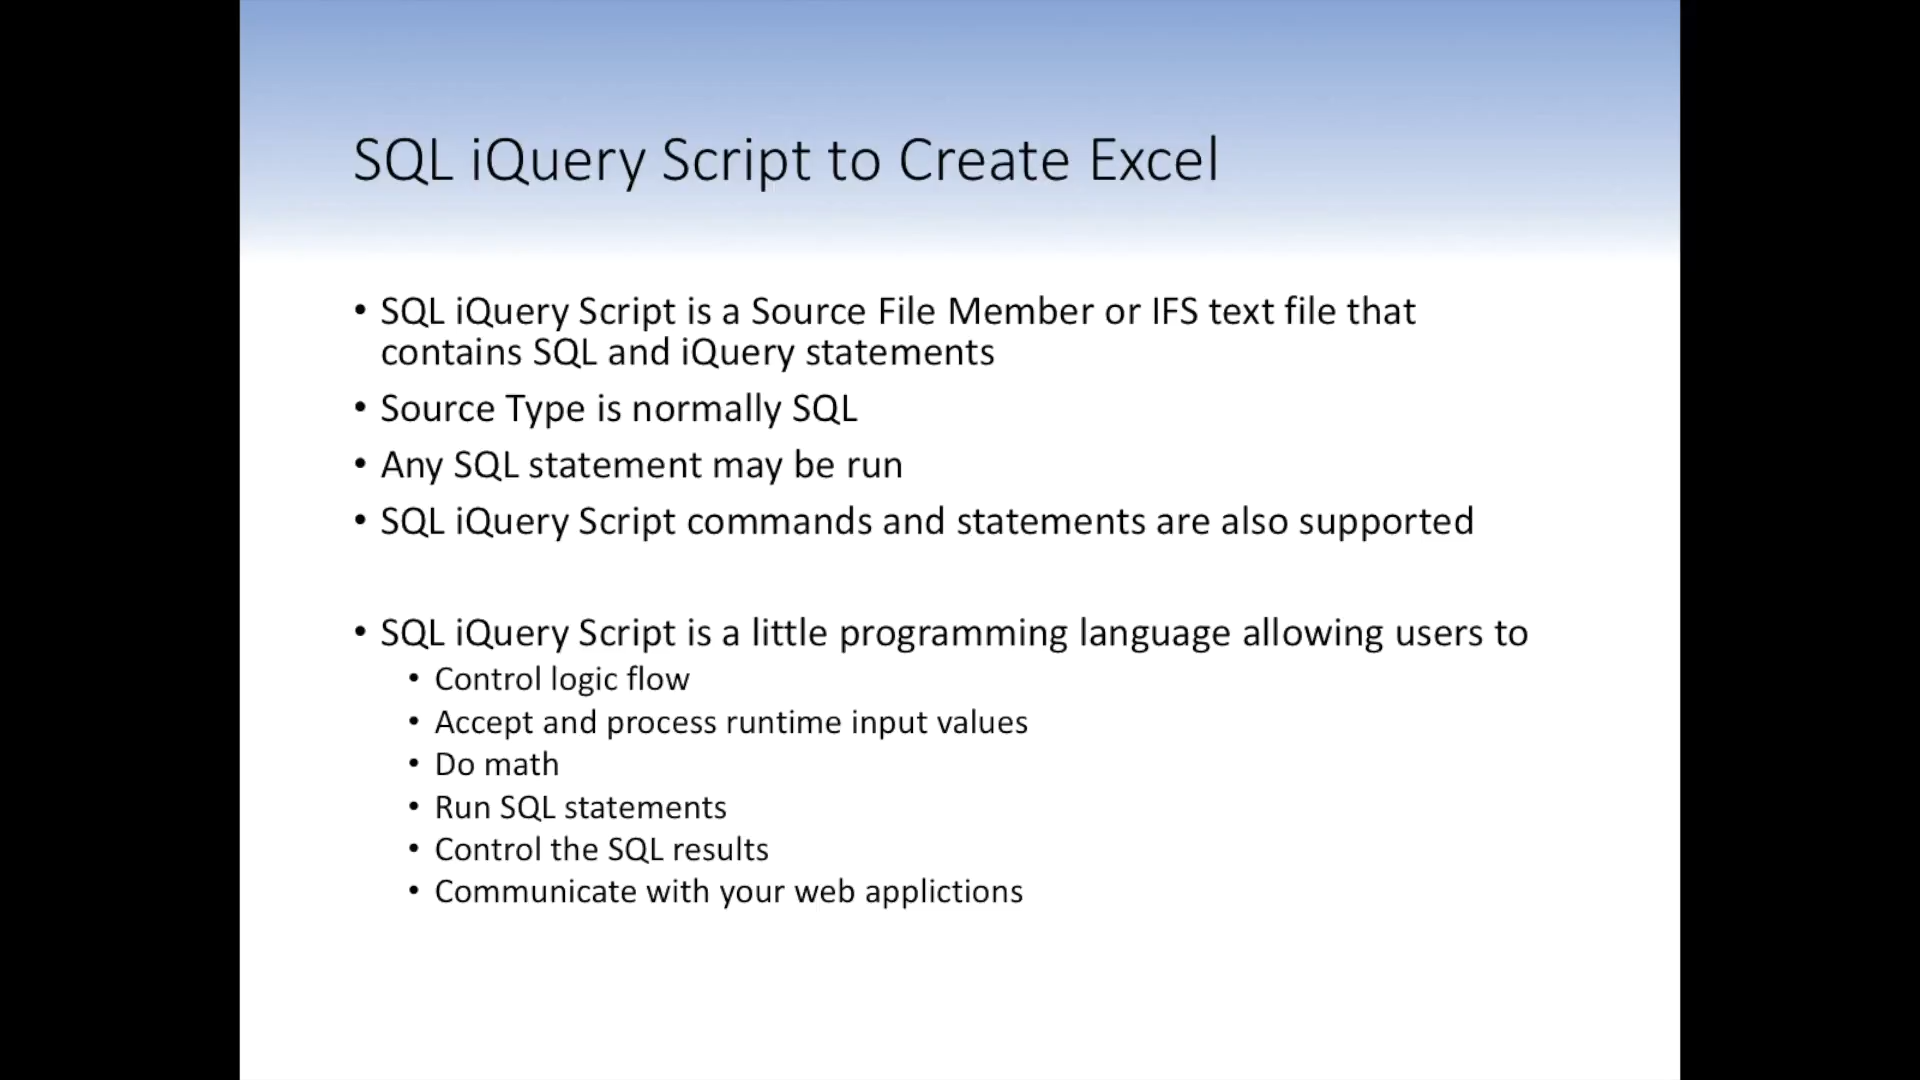 SQL iQuery Script to Create Excel
• SQL iQuery Script is a Source File Member or IFS text file that
contains SQL and iQuery statements
• Source Type is normally SQL
• Any SQL statement may be run
• SQL iQuery Script commands and statements are also supported
• SQL iQuery Script is a little programming language allowing users to
• Control logic flow
• Accept and process runtime input values
• Do math
• Run SQL statements
• Control the SQL results
• Communicate with your web applictions